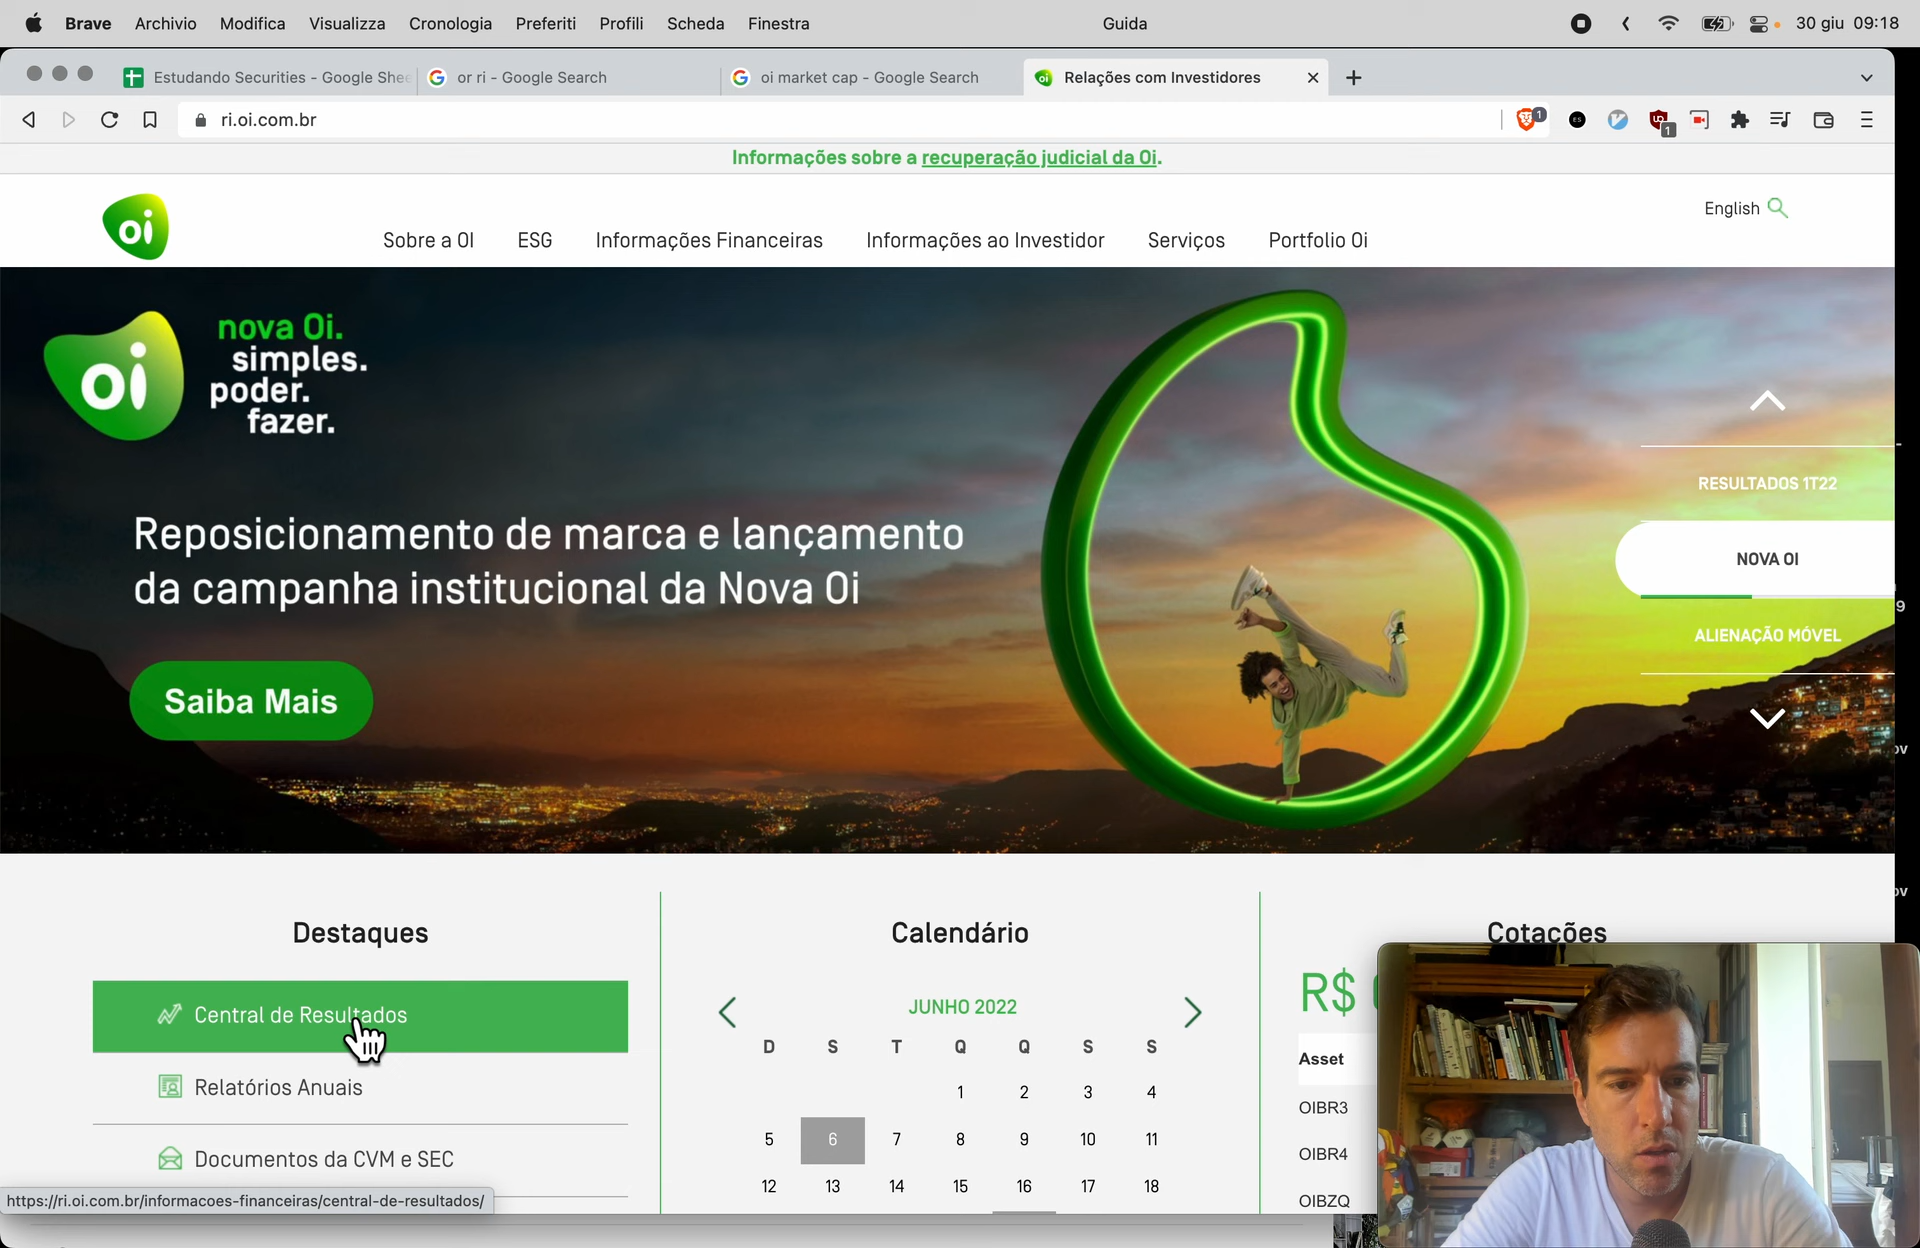 Brave Archivio Modifica Visualizza Cronologia Preferiti Profili Scheda Finestra Guida 30 giu 09:18
Estudando Securities - Google Shee
or ri - Google Search
oi market cap - Google Search
Relações com Investidores
ri.oi.com.br
1
1
Informações sobre a recuperação judicial da Oi.
oi
English
Sobre a OI ESG Informações Financeiras Informações ao Investidor Serviços Portfolio Oi
oi
nova Oi.
simples.
poder.
fazer.
RESULTADOS 1T22
Reposicionamento de marca e lançamento
da campanha institucional da Nova Oi
NOVA OI
ALIENAÇÃO MÓVEL
Saiba Mais
Destaques
Central de Resultados
Relatórios Anuais
Documentos da CVM e SEC
https://ri.oi.com.br/informacoes-financeiras/central-de-resultados/
Calendário
JUNHO 2022
D S T Q Q S S
1 2 3 4
5 6 7 8 9 10 11
12 13 14 15 16 17 18
Cotações
R$
Asset
OIBR3
OIBR4
OIBZQ